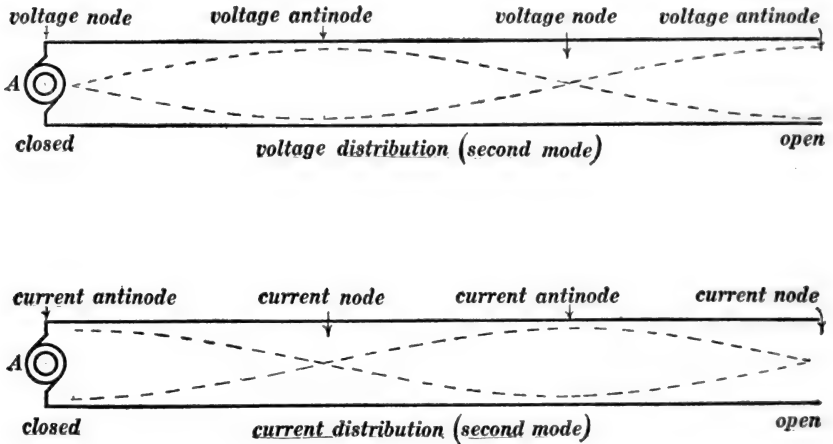 voltage node voltage antinode voltage node voltage antinode
A
closed voltage distribution (second mode) open
current antinode current node current antinode current node
A
closed current distribution (second mode) open